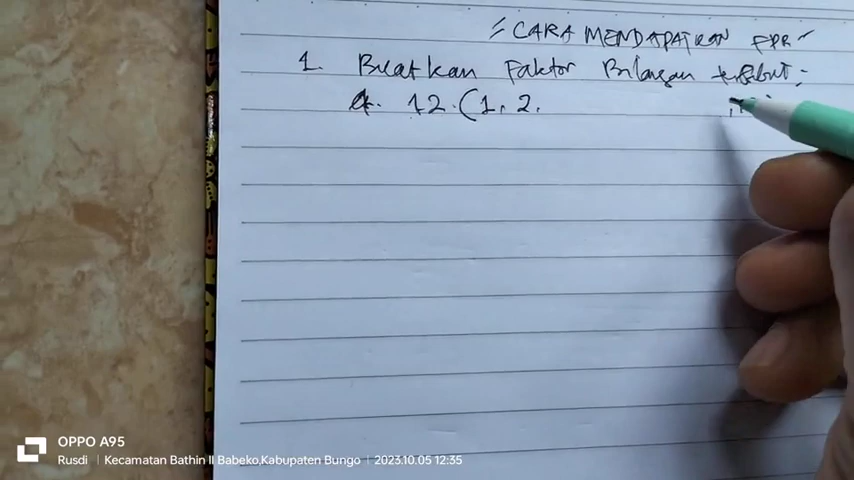 = CARA MENDAPATKAN FPB =
1. Buatkan Faktor Bilangan tersebut:
a. 12. (1. 2.
OPPO A95
Rusdi | Kecamatan Bathin II Babeko,Kabupaten Bungo | 2023.10.05 12:35